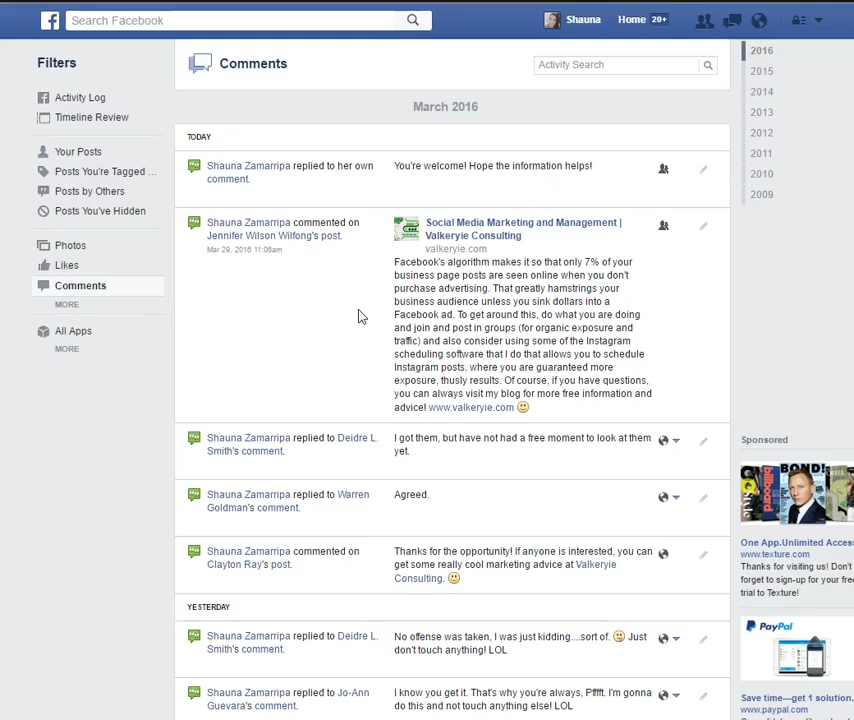 Search Facebook
Shauna
Home 20+
Filters
Activity Log
Timeline Review
Your Posts
Posts You're Tagged ...
Posts by Others
Posts You've Hidden
Photos
Likes
Comments
MORE
All Apps
MORE
Comments
Activity Search
March 2016
TODAY
Shauna Zamarripa replied to her own
comment.
You're welcome! Hope the information helps!
Shauna Zamarripa commented on
Jennifer Wilson Wilfong's post.
Mar 29, 2016 11:06am
Social Media Marketing and Management |
Valkeryie Consulting
valkeryie.com
Facebook's algorithm makes it so that only 7% of your
business page posts are seen online when you don't
purchase advertising. That greatly hamstrings your
business audience unless you sink dollars into a
Facebook ad. To get around this, do what you are doing
and join and post in groups (for organic exposure and
traffic) and also consider using some of the Instagram
scheduling software that I do that allows you to schedule
Instagram posts, where you are guaranteed more
exposure, thusly results. Of course, if you have questions,
you can always visit my blog for more free information and
advice! www.valkeryie.com
Shauna Zamarripa replied to Deidre L.
Smith's comment.
I got them, but have not had a free moment to look at them
yet.
Shauna Zamarripa replied to Warren
Goldman's comment.
Agreed.
Shauna Zamarripa commented on
Clayton Ray's post.
Thanks for the opportunity! If anyone is interested, you can
get some really cool marketing advice at Valkeryie
Consulting.
YESTERDAY
Shauna Zamarripa replied to Deidre L.
Smith's comment.
No offense was taken, I was just kidding....sort of. Just
don't touch anything! LOL
Shauna Zamarripa replied to Jo-Ann
Guevara's comment.
I know you get it. That's why you're always, Pffft. I'm gonna
do this and not touch anything else! LOL
2016
2015
2014
2013
2012
2011
2010
2009
Sponsored
BOND!
billboard
One App.Unlimited Access
www.texture.com
Thanks for visiting us! Don't
forget to sign-up for your free
trial to Texture!
PayPal
Save time—get 1 solution.
www.paypal.com